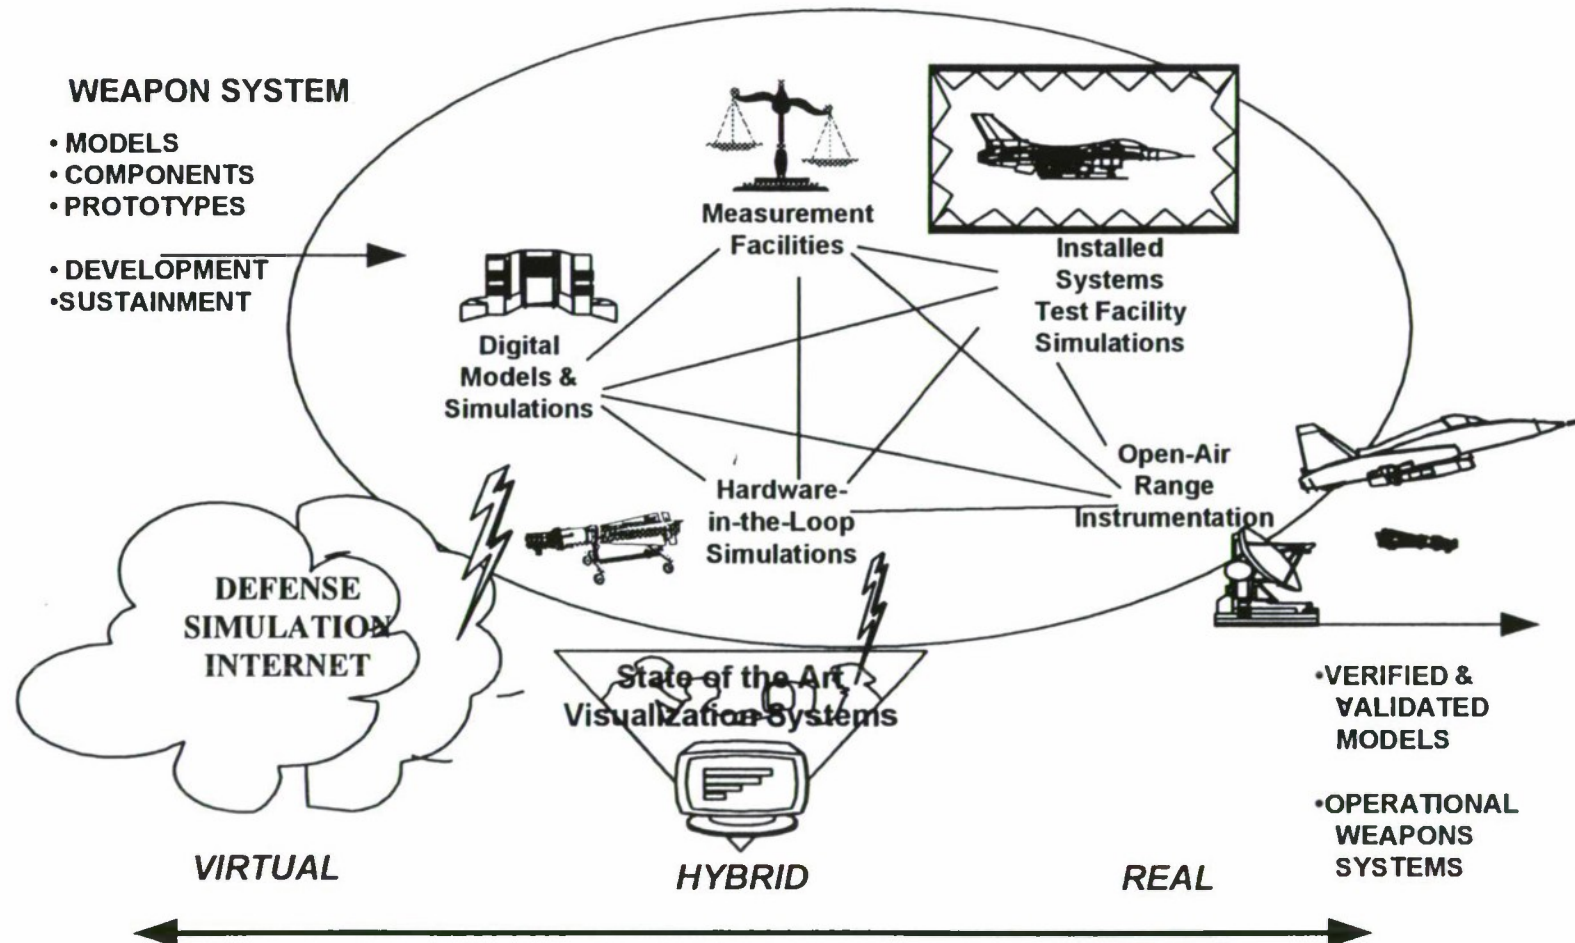 WEAPON SYSTEM
• MODELS
• COMPONENTS
• PROTOTYPES
• DEVELOPMENT
•SUSTAINMENT
Measurement
Facilities
Installed
Systems
Test Facility
Simulations
Digital
Models &
Simulations
Hardware-
in-the-Loop
Simulations
Open-Air
Range
Instrumentation
DEFENSE
SIMULATION
INTERNET
State of the Art
Visualization Systems
•VERIFIED &
VALIDATED
MODELS
•OPERATIONAL
WEAPONS
SYSTEMS
VIRTUAL
HYBRID
REAL